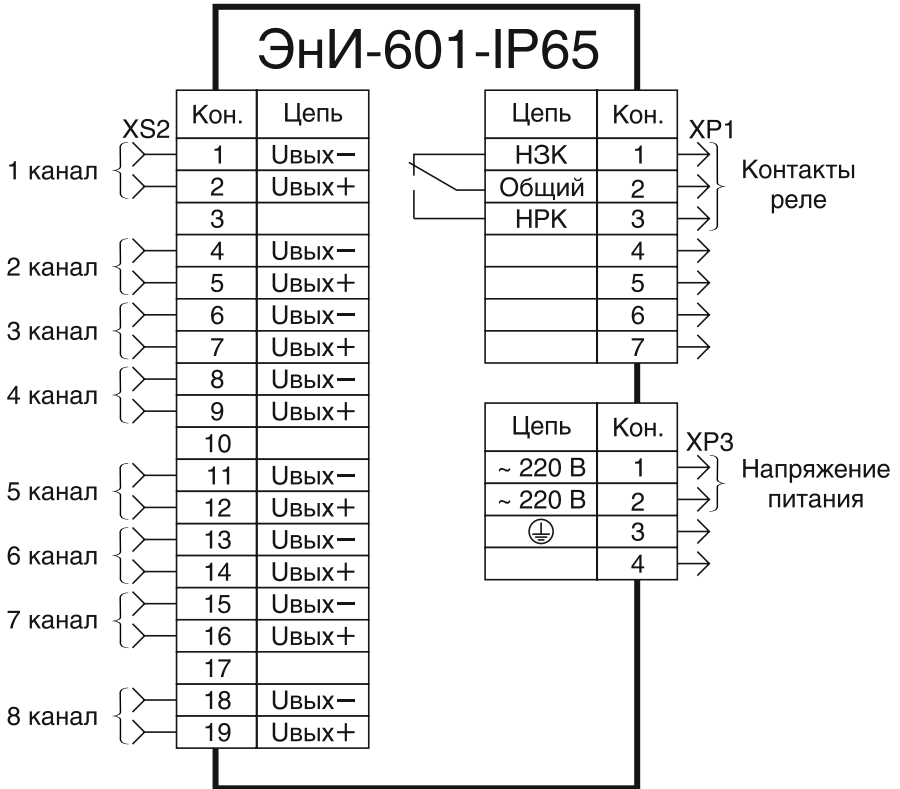 ЭнИ-601-IP65
XS2
Кон. Цепь
1 канал
1 Uвых−
2 Uвых+
3
2 канал
4 Uвых−
5 Uвых+
3 канал
6 Uвых−
7 Uвых+
4 канал
8 Uвых−
9 Uвых+
10
5 канал
11 Uвых−
12 Uвых+
6 канал
13 Uвых−
14 Uвых+
7 канал
15 Uвых−
16 Uвых+
17
8 канал
18 Uвых−
19 Uвых+
Цепь Кон.
XP1
НЗК 1
Общий 2
НРК 3
4
5
6
7
Контакты
реле
Цепь Кон.
XP3
~ 220 В 1
~ 220 В 2
3
4
Напряжение
питания